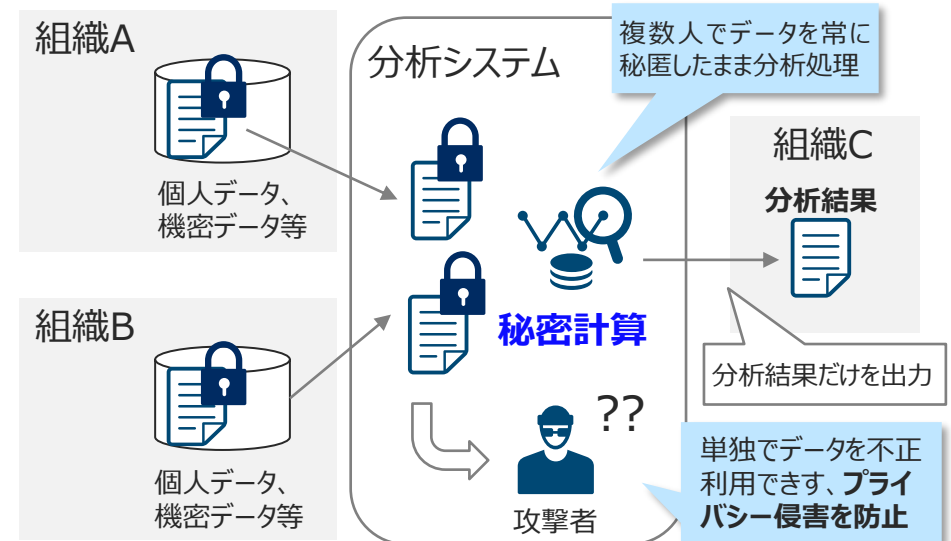 組織A
個人データ、
機密データ等
組織B
個人データ、
機密データ等
分析システム
複数人でデータを常に
秘匿したまま分析処理
秘密計算
??
攻撃者
組織C
分析結果
分析結果だけを出力
単独でデータを不正
利用できす、プライ
バシー侵害を防止